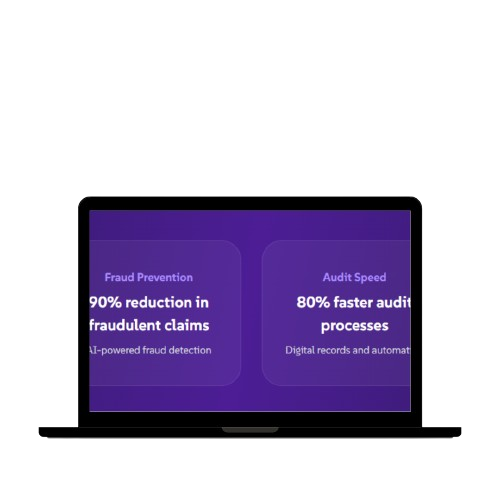 Fraud Prevention
90% reduction in
fraudulent claims
AI-powered fraud detection
Audit Speed
80% faster audit
processes
Digital records and automat